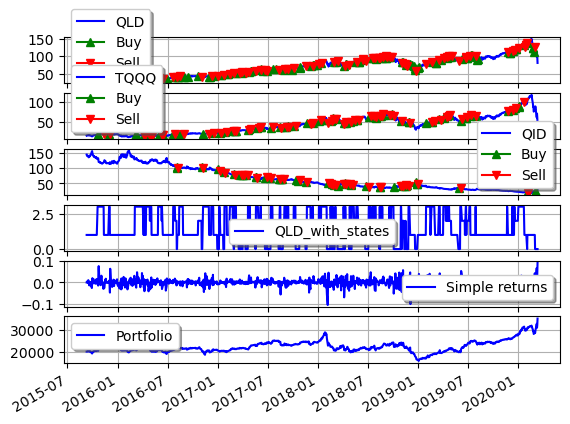 QLD
Buy
Sell
150
100
50
TQQQ
Buy
Sell
100
50
QID
Buy
Sell
150
100
50
QLD_with_states
2.5
0.0
Simple returns
0.1
0.0
−0.1
Portfolio
30000
20000
2015-07
2016-01
2016-07
2017-01
2017-07
2018-01
2018-07
2019-01
2019-07
2020-01